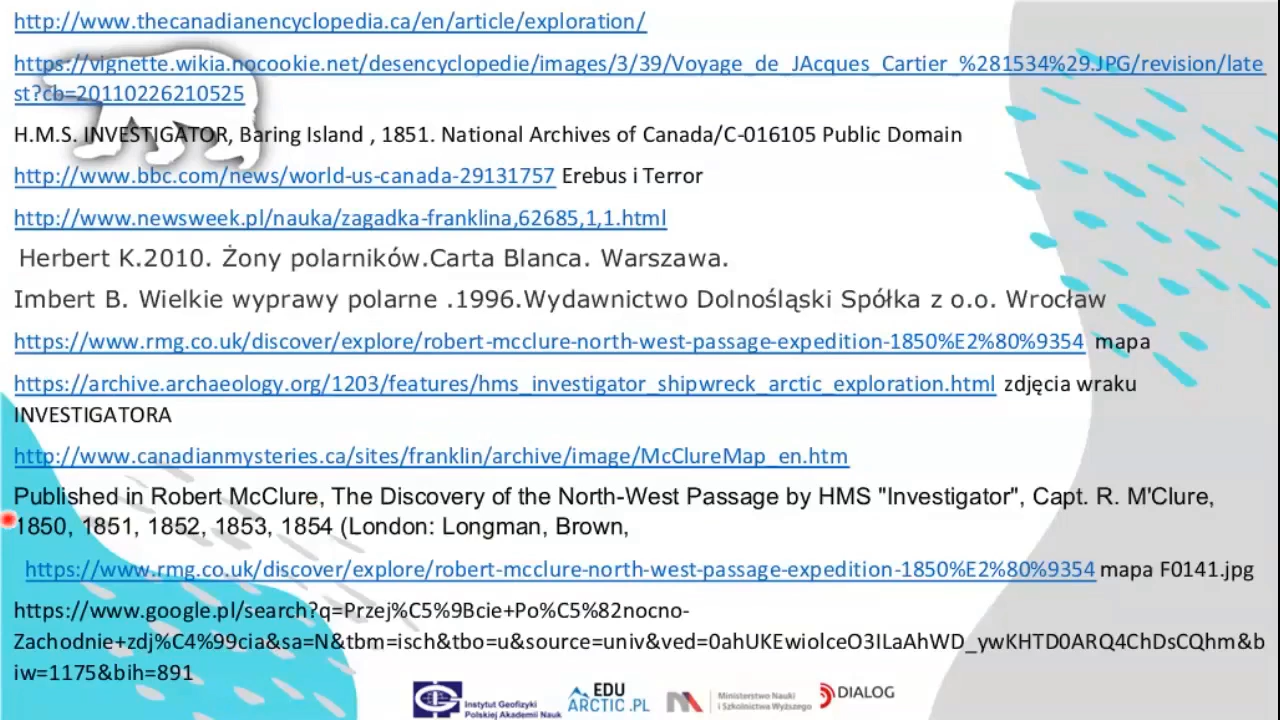 http://www.thecanadianencyclopedia.ca/en/article/exploration/
https://vignette.wikia.nocookie.net/desencyclopedie/images/3/39/Voyage_de_JAcques_Cartier_%281534%29.JPG/revision/late
st?cb=20110226210525
H.M.S. INVESTIGATOR, Baring Island , 1851. National Archives of Canada/C-016105 Public Domain
http://www.bbc.com/news/world-us-canada-29131757 Erebus i Terror
http://www.newsweek.pl/nauka/zagadka-franklina,62685,1,1.html
Herbert K.2010. Żony polarników.Carta Blanca. Warszawa.
Imbert B. Wielkie wyprawy polarne .1996.Wydawnictwo Dolnośląski Spółka z o.o. Wrocław
https://www.rmg.co.uk/discover/explore/robert-mcclure-north-west-passage-expedition-1850%E2%80%9354 mapa
https://archive.archaeology.org/1203/features/hms_investigator_shipwreck_arctic_exploration.html zdjęcia wraku
INVESTIGATORA
http://www.canadianmysteries.ca/sites/franklin/archive/image/McClureMap_en.htm
Published in Robert McClure, The Discovery of the North-West Passage by HMS "Investigator", Capt. R. M'Clure,
1850, 1851, 1852, 1853, 1854 (London: Longman, Brown,
https://www.rmg.co.uk/discover/explore/robert-mcclure-north-west-passage-expedition-1850%E2%80%9354 mapa F0141.jpg
https://www.google.pl/search?q=Przej%C5%9Bcie+Po%C5%82nocno-
Zachodnie+zdj%C4%99cia&sa=N&tbm=isch&tbo=u&source=univ&ved=0ahUKEwiolceO3ILaAhWD_ywKHTD0ARQ4ChDsCQhm&b
iw=1175&bih=891
Instytut Geofizyki
Polskiej Akademii Nauk
EDU
ARCTIC.PL
Ministerstwo Nauki
i Szkolnictwa Wyższego
DIALOG